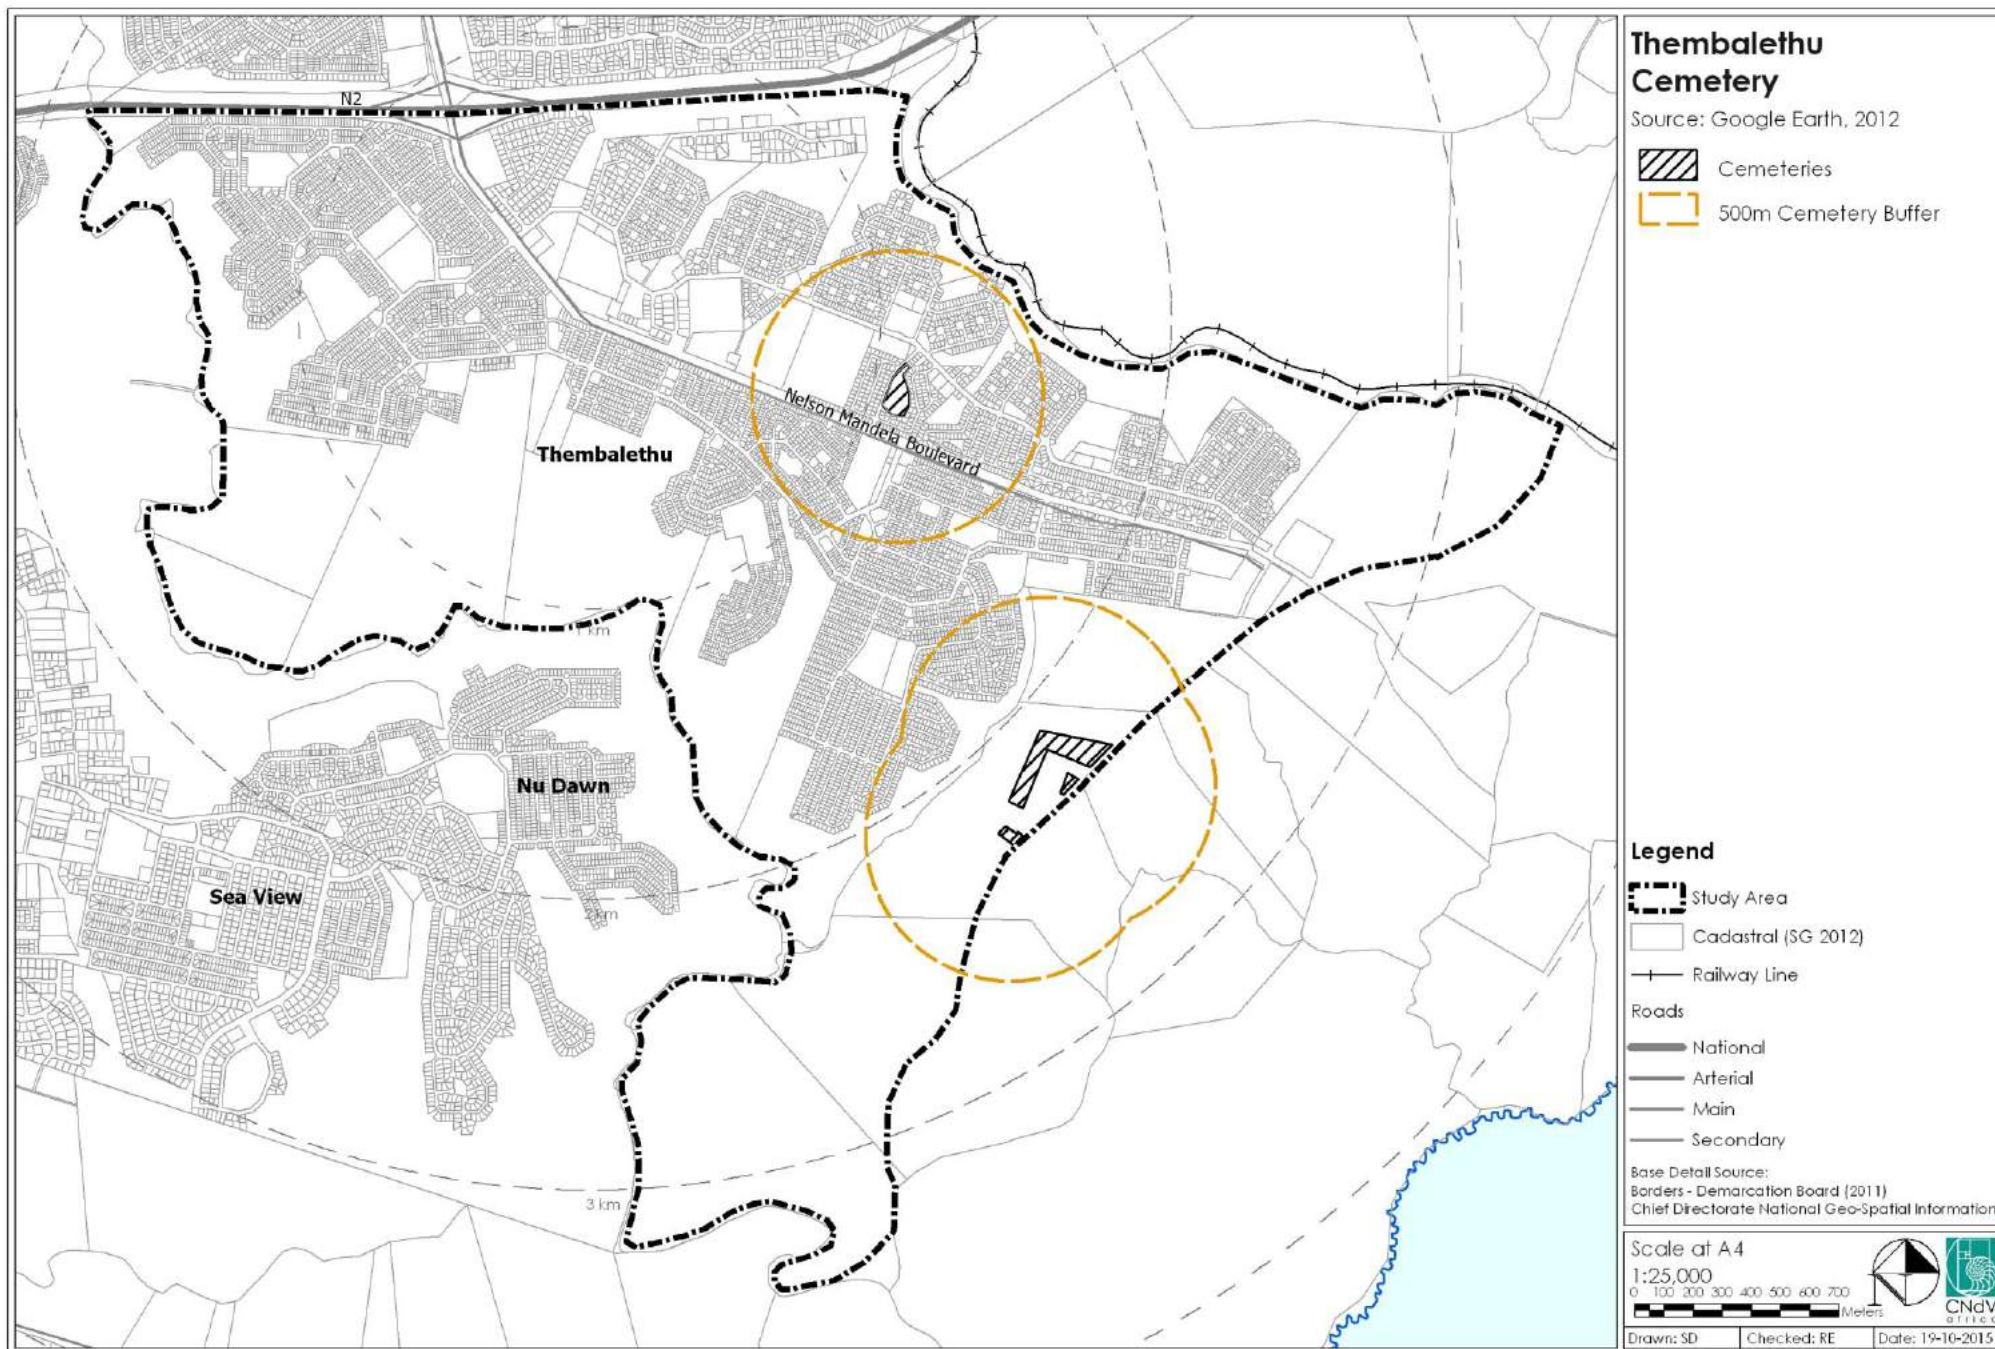 Thembalethu
Cemetery
Source: Google Earth, 2012
Cemeteries
500m Cemetery Buffer
N2
Nelson Mandela Boulevard
Thembalethu
1 km
Nu Dawn
Sea View
2 km
3 km
Legend
Study Area
Cadastral (SG 2012)
Railway Line
Roads
National
Arterial
Main
Secondary
Base Detail Source:
Borders - Demarcation Board (2011)
Chief Directorate National Geo-Spatial Information
Scale at A4
1:25,000
0 100 200 300 400 500 600 700
Meters
CNdV
africa
Drawn: SD
Checked: RE
Date: 19-10-2015